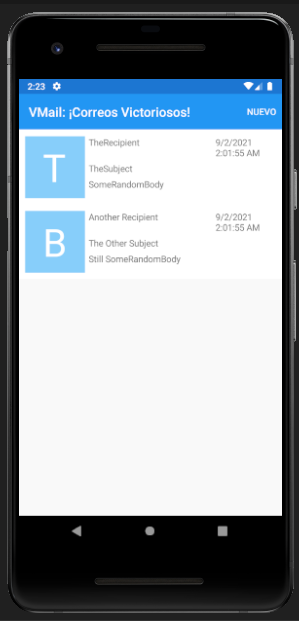 2:23
VMail: ¡Correos Victoriosos!
NUEVO
T
TheRecipient
9/2/2021
2:01:55 AM
TheSubject
SomeRandomBody
B
Another Recipient
9/2/2021
2:01:55 AM
The Other Subject
Still SomeRandomBody